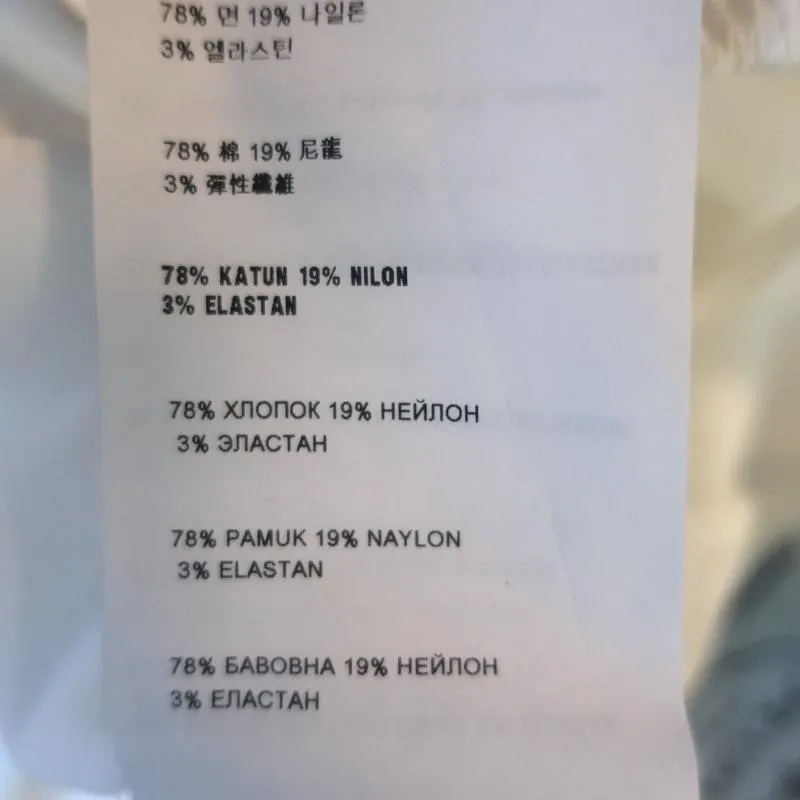 78% 면 19% 나일론
3% 엘라스틴
78% 棉 19% 尼龍
3% 彈性纖維
78% KATUN 19% NILON
3% ELASTAN
78% ХЛОПОК 19% НЕЙЛОН
3% ЭЛАСТАН
78% PAMUK 19% NAYLON
3% ELASTAN
78% БАВОВНА 19% НЕЙЛОН
3% ЕЛАСТАН